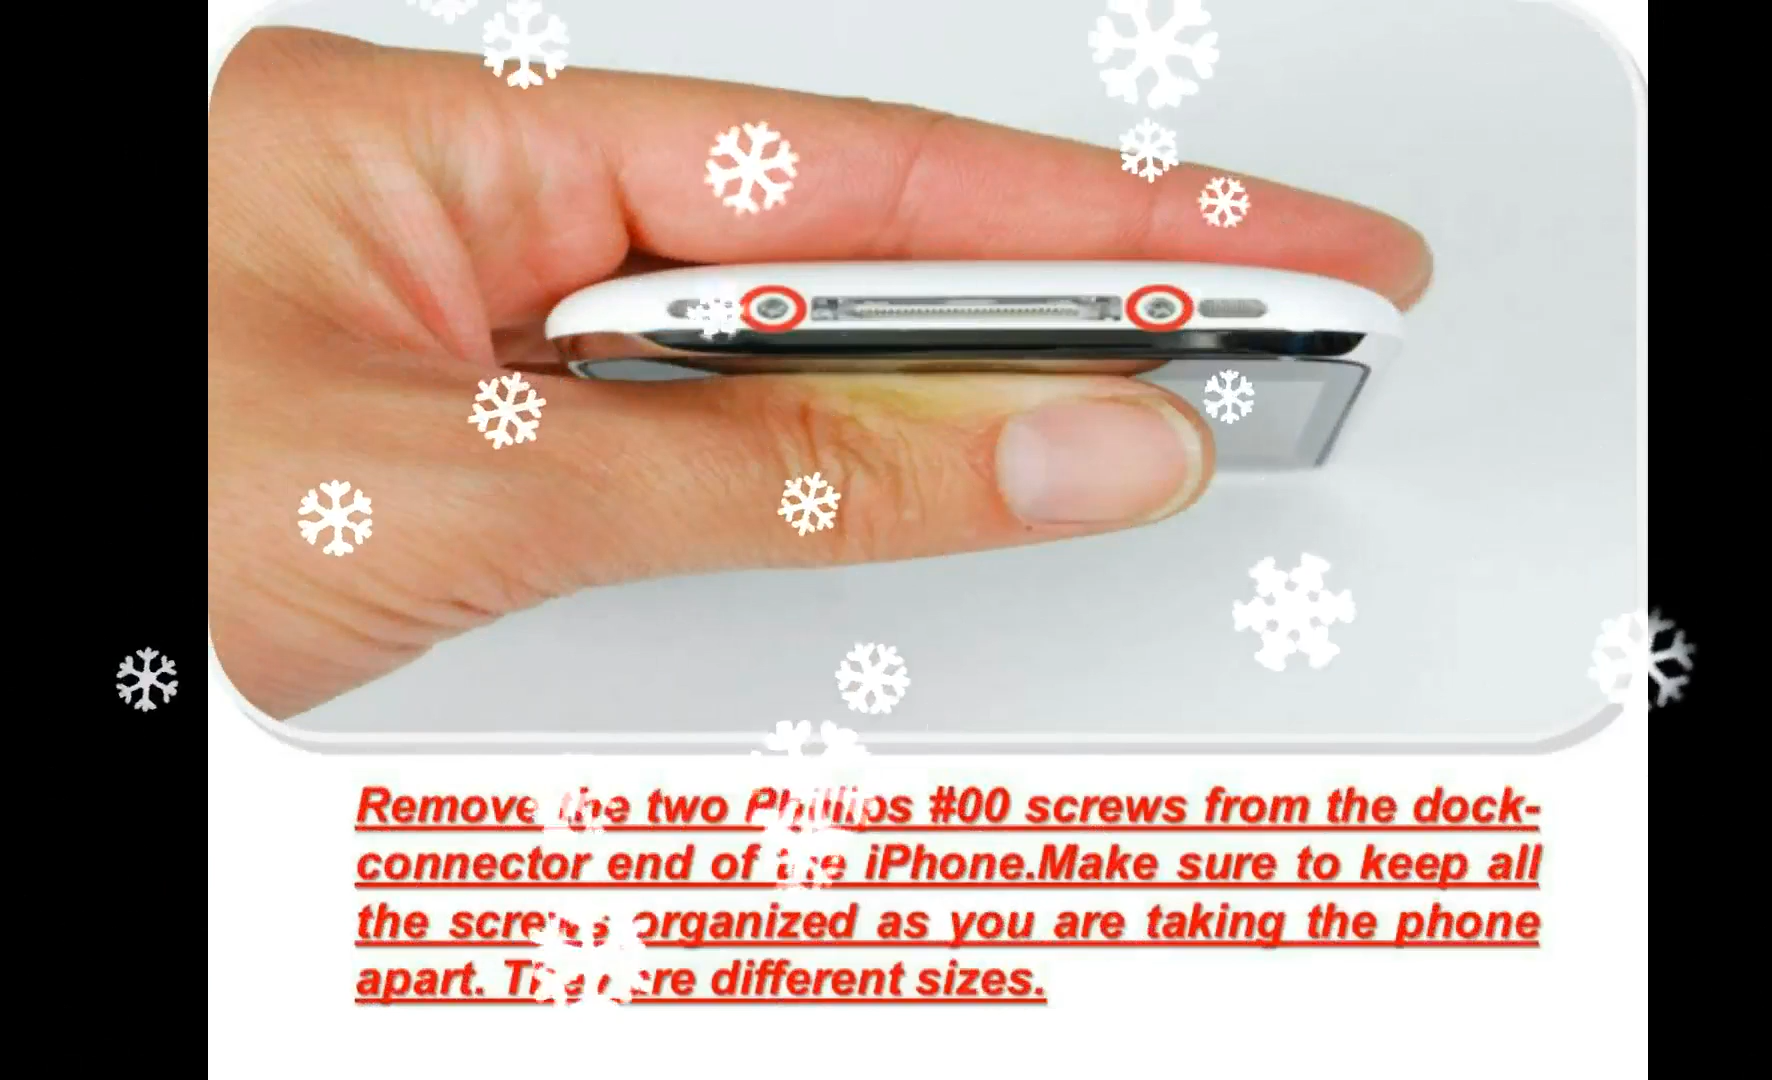 Remove the two Phillips #00 screws from the dock-
connector end of the iPhone.Make sure to keep all
the screws organized as you are taking the phone
apart. They are different sizes.